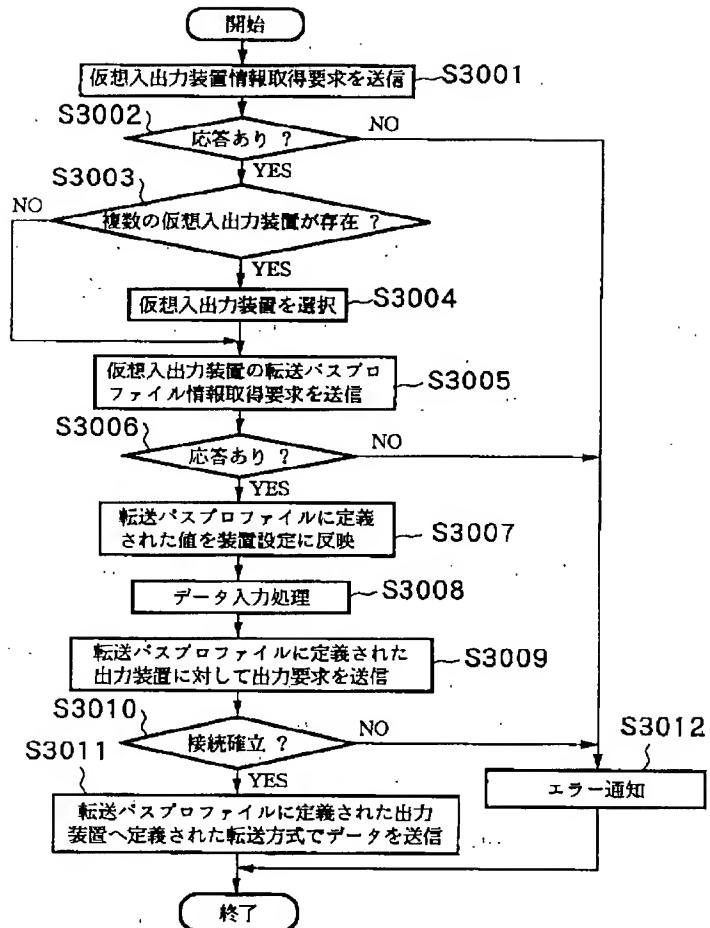 開始
仮想入出力装置情報取得要求を送信
S3001
S3002
応答あり ?
NO
YES
S3003
NO
複数の仮想入出力装置が存在 ?
YES
仮想入出力装置を選択
S3004
仮想入出力装置の転送パスプロ
ファイル情報取得要求を送信
S3005
S3006
応答あり ?
NO
YES
転送パスプロファイルに定義
された値を装置設定に反映
S3007
データ入力処理
S3008
転送パスプロファイルに定義された
出力装置に対して出力要求を送信
S3009
S3010
接続確立 ?
NO
S3012
S3011
YES
エラー通知
転送パスプロファイルに定義された出力
装置へ定義された転送方式でデータを送信
終了